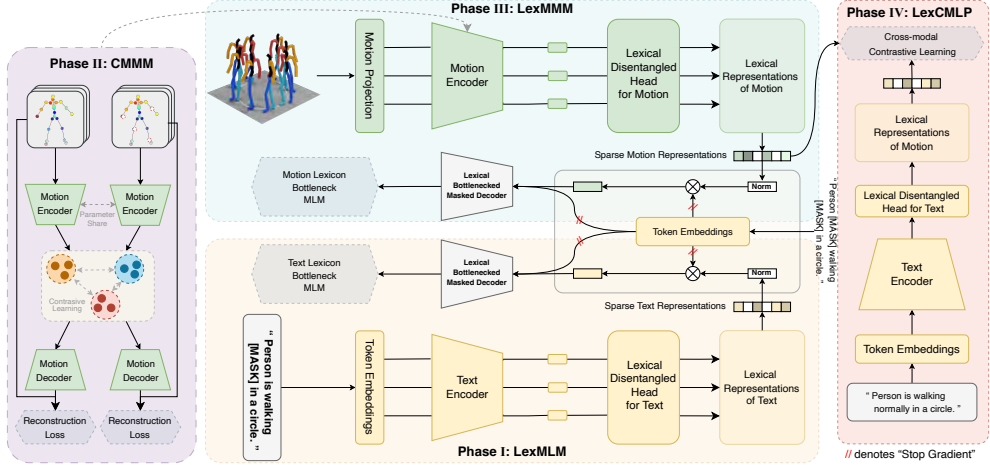 Phase II: CMMM
Motion
Encoder
Motion
Encoder
Parameter
Share
Contrasive
Learning
Motion
Decoder
Motion
Decoder
Reconstruction
Loss
Reconstruction
Loss
Phase III: LexMMM
Motion Projection
Motion
Encoder
Lexical
Disentangled
Head
for Motion
Lexical
Representations
of Motion
Sparse Motion Representations
Motion Lexicon
Bottleneck
MLM
Lexical
Bottlenecked
Masked Decoder
Norm
//
Token Embeddings
//
//
//
" Person [MASK] walking
[MASK] in a circle. "
Text Lexicon
Bottleneck
MLM
Lexical
Bottlenecked
Masked Decoder
Norm
Sparse Text Representations
" Person is walking
[MASK] in a circle. "
Token Embeddings
Text
Encoder
Lexical
Disentangled
Head
for Text
Lexical
Representations
of Text
Phase I: LexMLM
Phase IV: LexCMLP
Cross-modal
Contrastive Learning
Lexical
Representations
of Motion
Lexical Disentangled
Head for Text
Text
Encoder
Token Embeddings
" Person is walking
normally in a circle. "
// denotes "Stop Gradient"